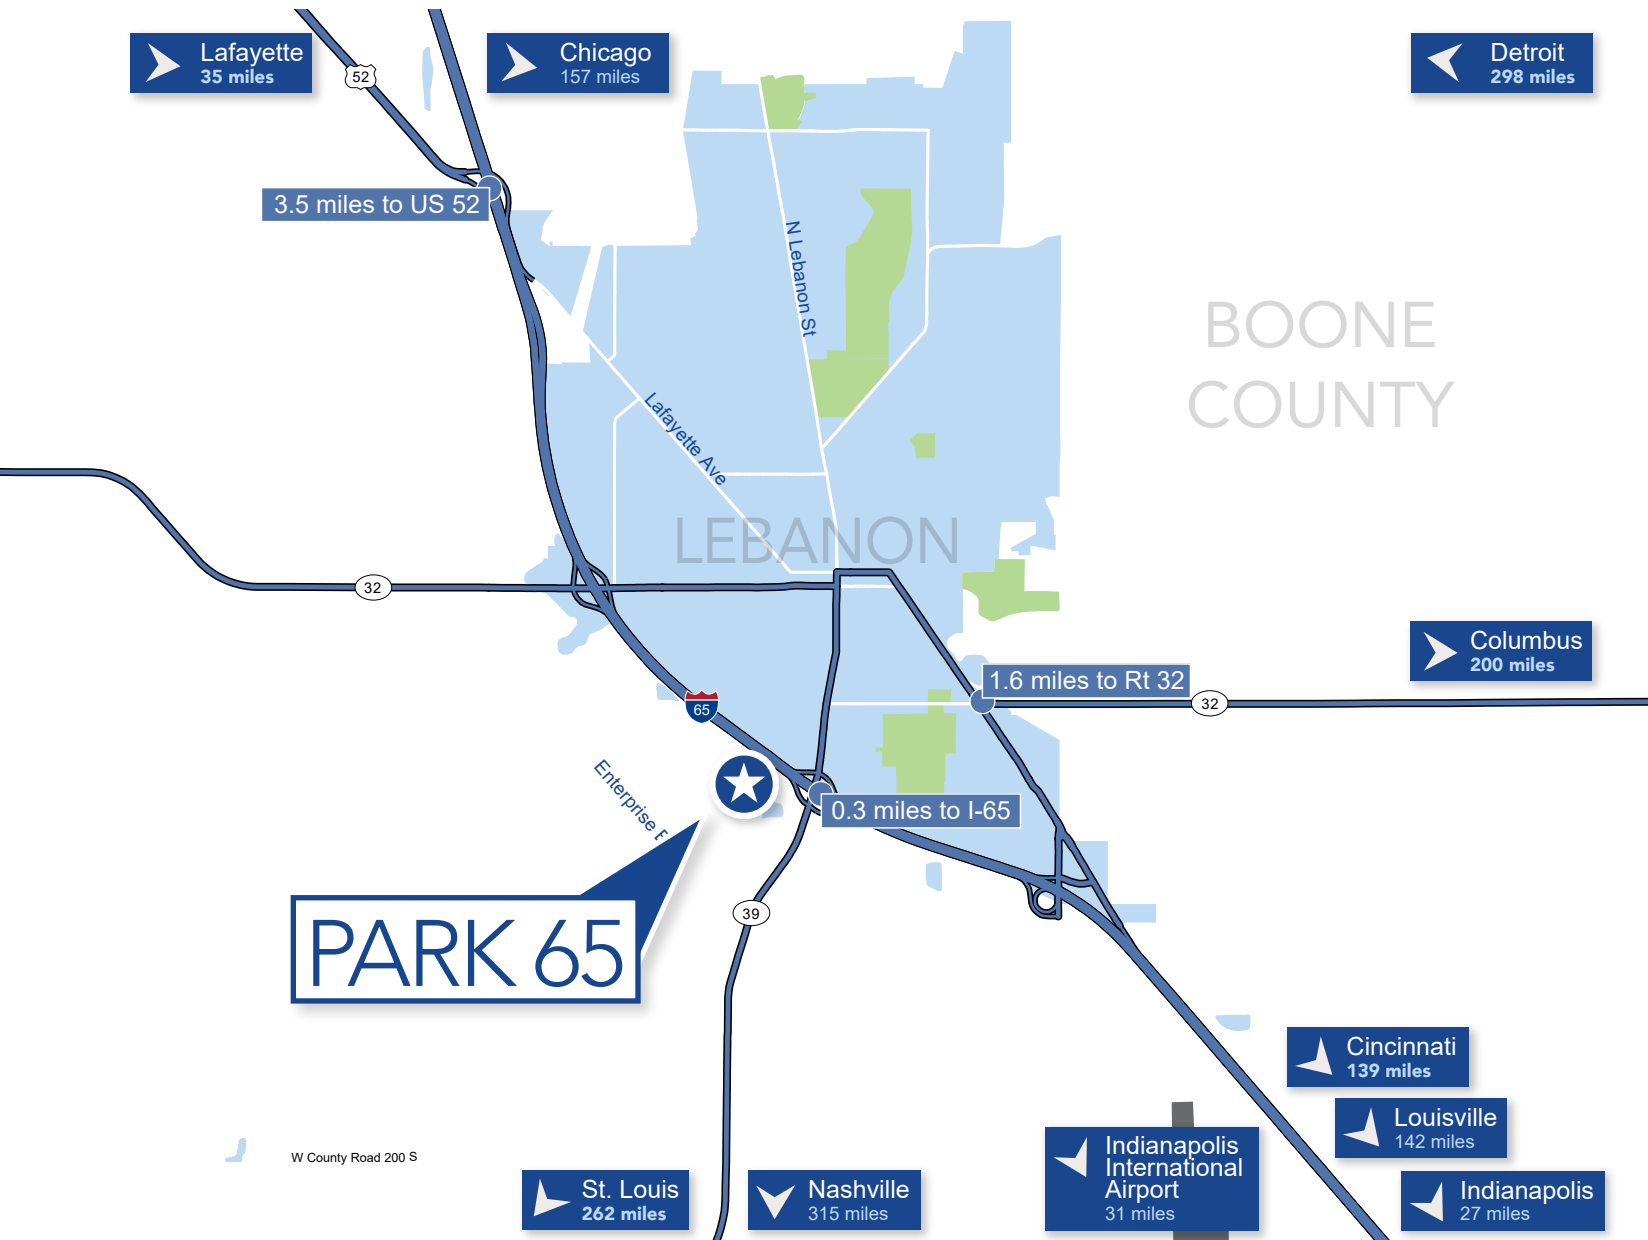 Lafayette
35 miles
Chicago
157 miles
Detroit
298 miles
52
3.5 miles to US 52
N Lebanon St
BOONE
COUNTY
Lafayette Ave
LEBANON
32
Columbus
200 miles
1.6 miles to Rt 32
32
65
Enterprise
0.3 miles to I-65
PARK 65
39
Cincinnati
139 miles
Louisville
142 miles
W County Road 200 S
St. Louis
262 miles
Nashville
315 miles
Indianapolis
International
Airport
31 miles
Indianapolis
27 miles